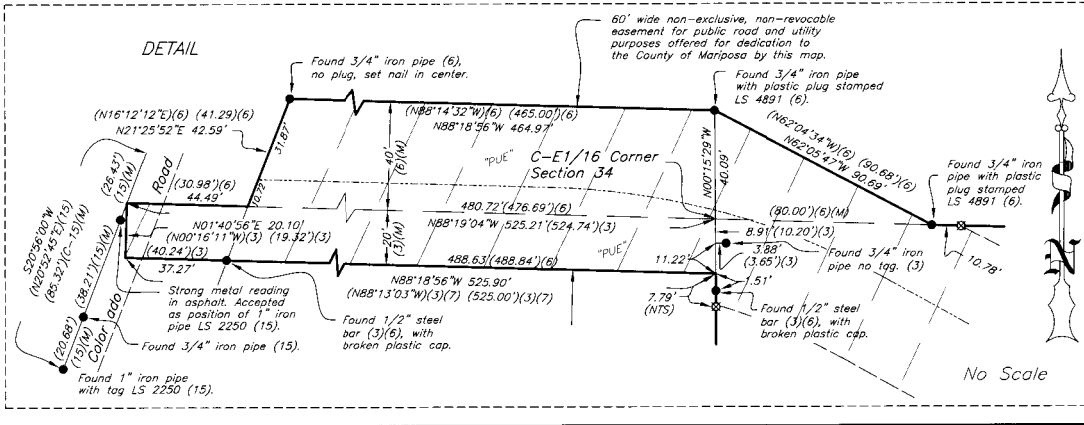 DETAIL
60' wide non-exclusive, non-revocable
easement for public road and utility
purposes offered for dedication to
the County of Mariposa by this map.
Found 3/4" iron pipe (6),
no plug, set nail in center.
Found 3/4" iron pipe
with plastic plug stamped
LS 4891 (6).
(N16°12'12"E)(6) (41.29)(6)
N21°25'52"E 42.59'
(N88°14'32"W)(6) (465.00')(6)
N88°18'56"W 464.97'
(N62°04'34"W)(6) (90.68')(6)
N62°05'47"W 90.69'
31.87'
10.72'
40'
(6)(M)
"PUE"
C-E1/16 Corner
Section 34
N00°15'29"W
40.09'
Found 3/4" iron
pipe with plastic
plug stamped
LS 4891 (6).
(26.43')
(15)(M)
Road
(30.98')(6)
44.49'
480.72'(476.69')(6)
N88°19'04"W 525.21'(524.74')(3)
(80.00')(6)(M)
10.78'
S20°56'00"W
(N20°52'45"E)(15)
(85.32')(C-15)(M)
N01°40'56"E 20.10'
(N00°16'11"W)(3) (19.32')(3)
20'
(3)(M)
8.91'(10.20')(3)
3.88'
(3.65')(3)
Found 3/4" iron
pipe no tag. (3)
(40.24')(3)
37.27'
488.63'(488.84')(6)
"PUE"
11.22'
1.51'
N88°18'56"W 525.90'
(N88°13'03"W)(3)(7) (525.00')(3)(7)
7.79'
(NTS)
(38.21')(15)(M)
Strong metal reading
in asphalt. Accepted
as position of 1" iron
pipe LS 2250 (15).
Found 1/2" steel
bar (3)(6), with
broken plastic cap.
Found 1/2" steel
bar (3)(6), with
broken plastic cap.
Colorado
(20.68')
(15)(M)
Found 3/4" iron pipe (15).
Found 1" iron pipe
with tag LS 2250 (15).
N
No Scale